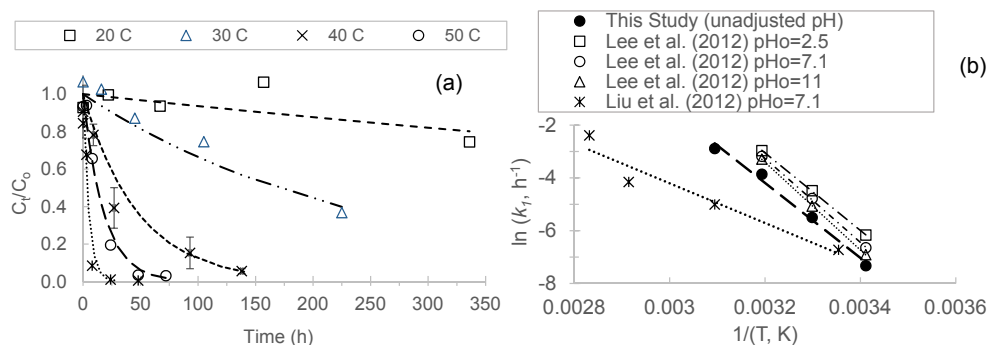 20 C 30 C 40 C 50 C
(a)
C_t/C_o
1.0
0.8
0.6
0.4
0.2
0.0
0 50 100 150 200 250 300 350
Time (h)
This Study (unadjusted pH)
Lee et al. (2012) pHo=2.5
Lee et al. (2012) pHo=7.1
Lee et al. (2012) pHo=11
Liu et al. (2012) pHo=7.1
(b)
ln (k₁, h⁻¹)
-2
-4
-6
-8
0.0028 0.003 0.0032 0.0034 0.0036
1/(T, K)